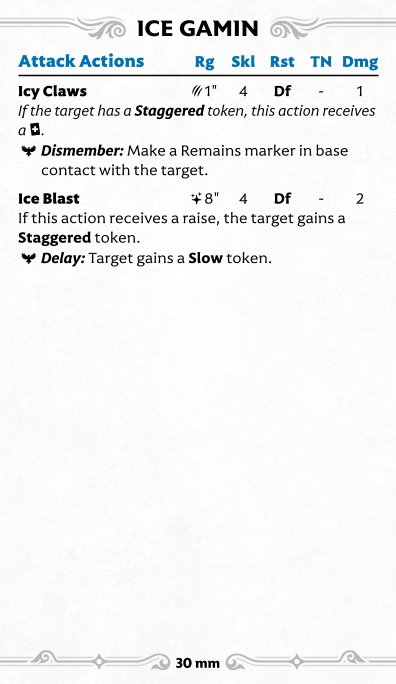 ICE GAMIN
Attack Actions Rg Skl Rst TN Dmg
Icy Claws 1" 4 Df - 1
If the target has a Staggered token, this action receives
a .
Dismember: Make a Remains marker in base
contact with the target.
Ice Blast 8" 4 Df - 2
If this action receives a raise, the target gains a
Staggered token.
Delay: Target gains a Slow token.
30 mm